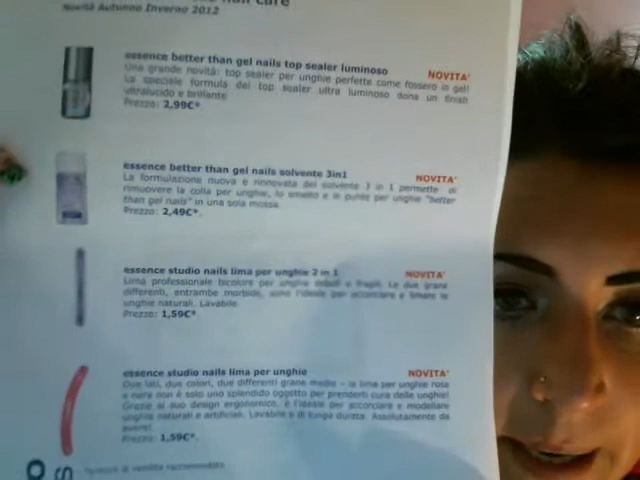 nail care
Novità Autunno Inverno 2012
essence better than gel nails top sealer luminoso
NOVITA'
Una grande novità: top sealer per unghie perfette come fossero in gel!
La speciale formula del top sealer ultra luminoso dona un finish
ultralucido e brillante
Prezzo: 2,99€*
essence better than gel nails solvente 3in1
NOVITA'
La formulazione nuova e rinnovata del solvente 3 in 1 permette di
rimuovere la colla per unghie, lo smalto e le punte per unghie "better
than gel nails" in una sola mossa
Prezzo: 2,49€*.
essence studio nails lima per unghie 2 in 1
NOVITA'
Lima professionale bicolore per unghie deboli e fragili. Le due grane
differenti, entrambe morbide, sono l'ideale per accorciare e limare le
unghie naturali. Lavabile
Prezzo: 1,59€*
essence studio nails lima per unghie
NOVITA'
Due lati, due colori, due differenti grane medie – la lima per unghie rosa
e nera non è solo uno splendido oggetto per prendersi cura delle unghie!
Grazie al suo design ergonomico, è l'ideale per accorciare e modellare
unghie naturali e artificiali. Lavabile e di lunga durata. Assolutamente da
avere!
Prezzo: 1,59€*.
*prezzo di vendita raccomandato